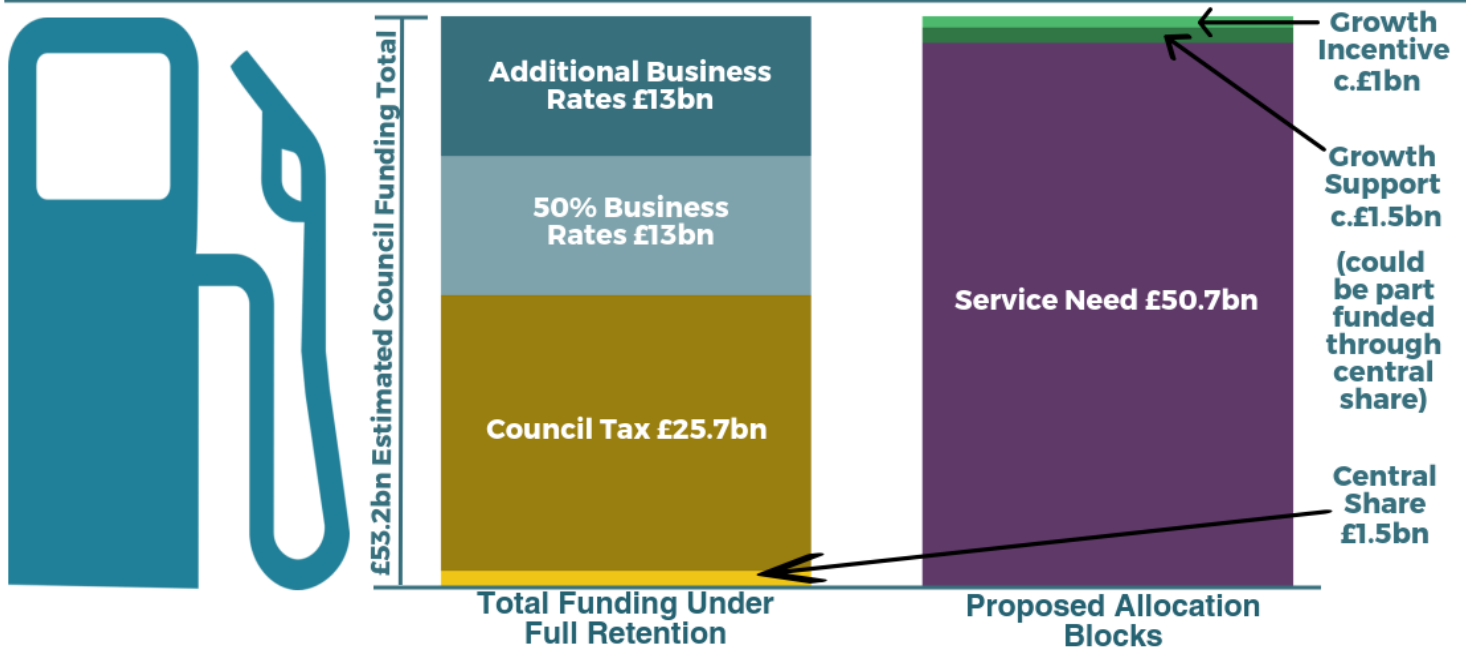 £53.2bn Estimated Council Funding Total
Additional Business
Rates £13bn
50% Business
Rates £13bn
Council Tax £25.7bn
Total Funding Under
Full Retention
Service Need £50.7bn
Proposed Allocation
Blocks
Growth
Incentive
c.£1bn
Growth
Support
c.£1.5bn
(could
be part
funded
through
central
share)
Central
Share
£1.5bn